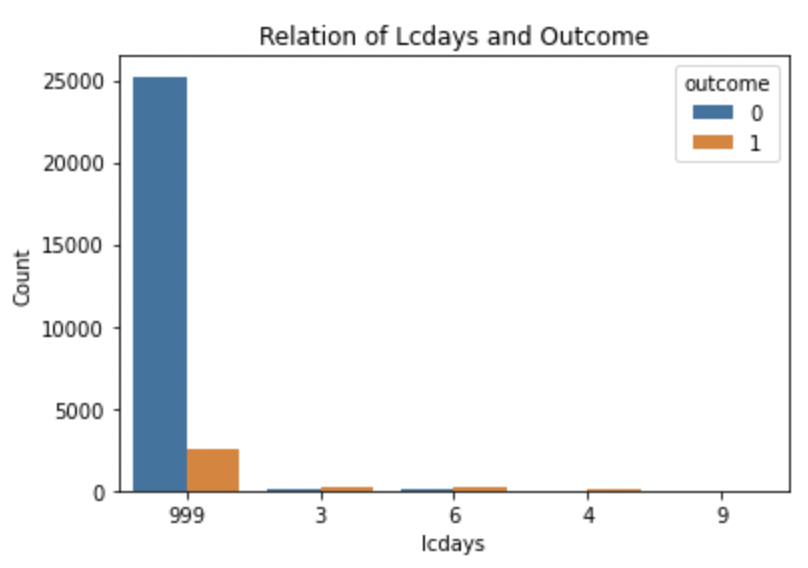 Relation of Lcdays and Outcome
outcome
0
1
25000
20000
15000
10000
5000
0
Count
999 3 6 4 9
lcdays